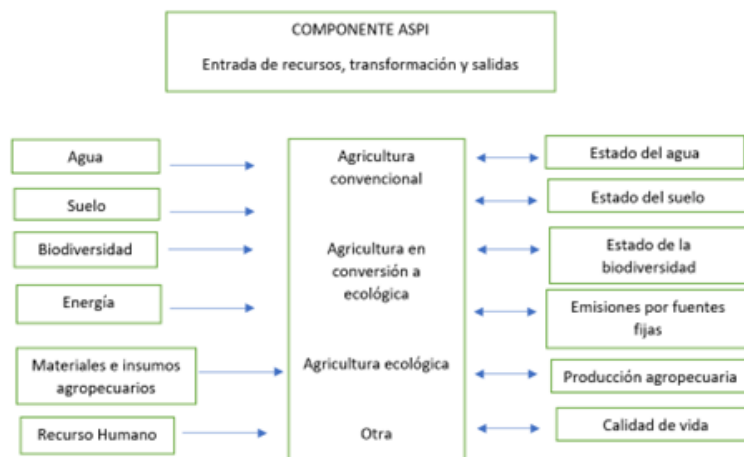 COMPONENTE ASPI
Entrada de recursos, transformación y salidas
Agua
Suelo
Biodiversidad
Energía
Materiales e insumos
agropecuarios
Recurso Humano
Agricultura
convencional
Agricultura en
conversión a
ecológica
Agricultura ecológica
Otra
Estado del agua
Estado del suelo
Estado de la
biodiversidad
Emisiones por fuentes
fijas
Producción agropecuaria
Calidad de vida